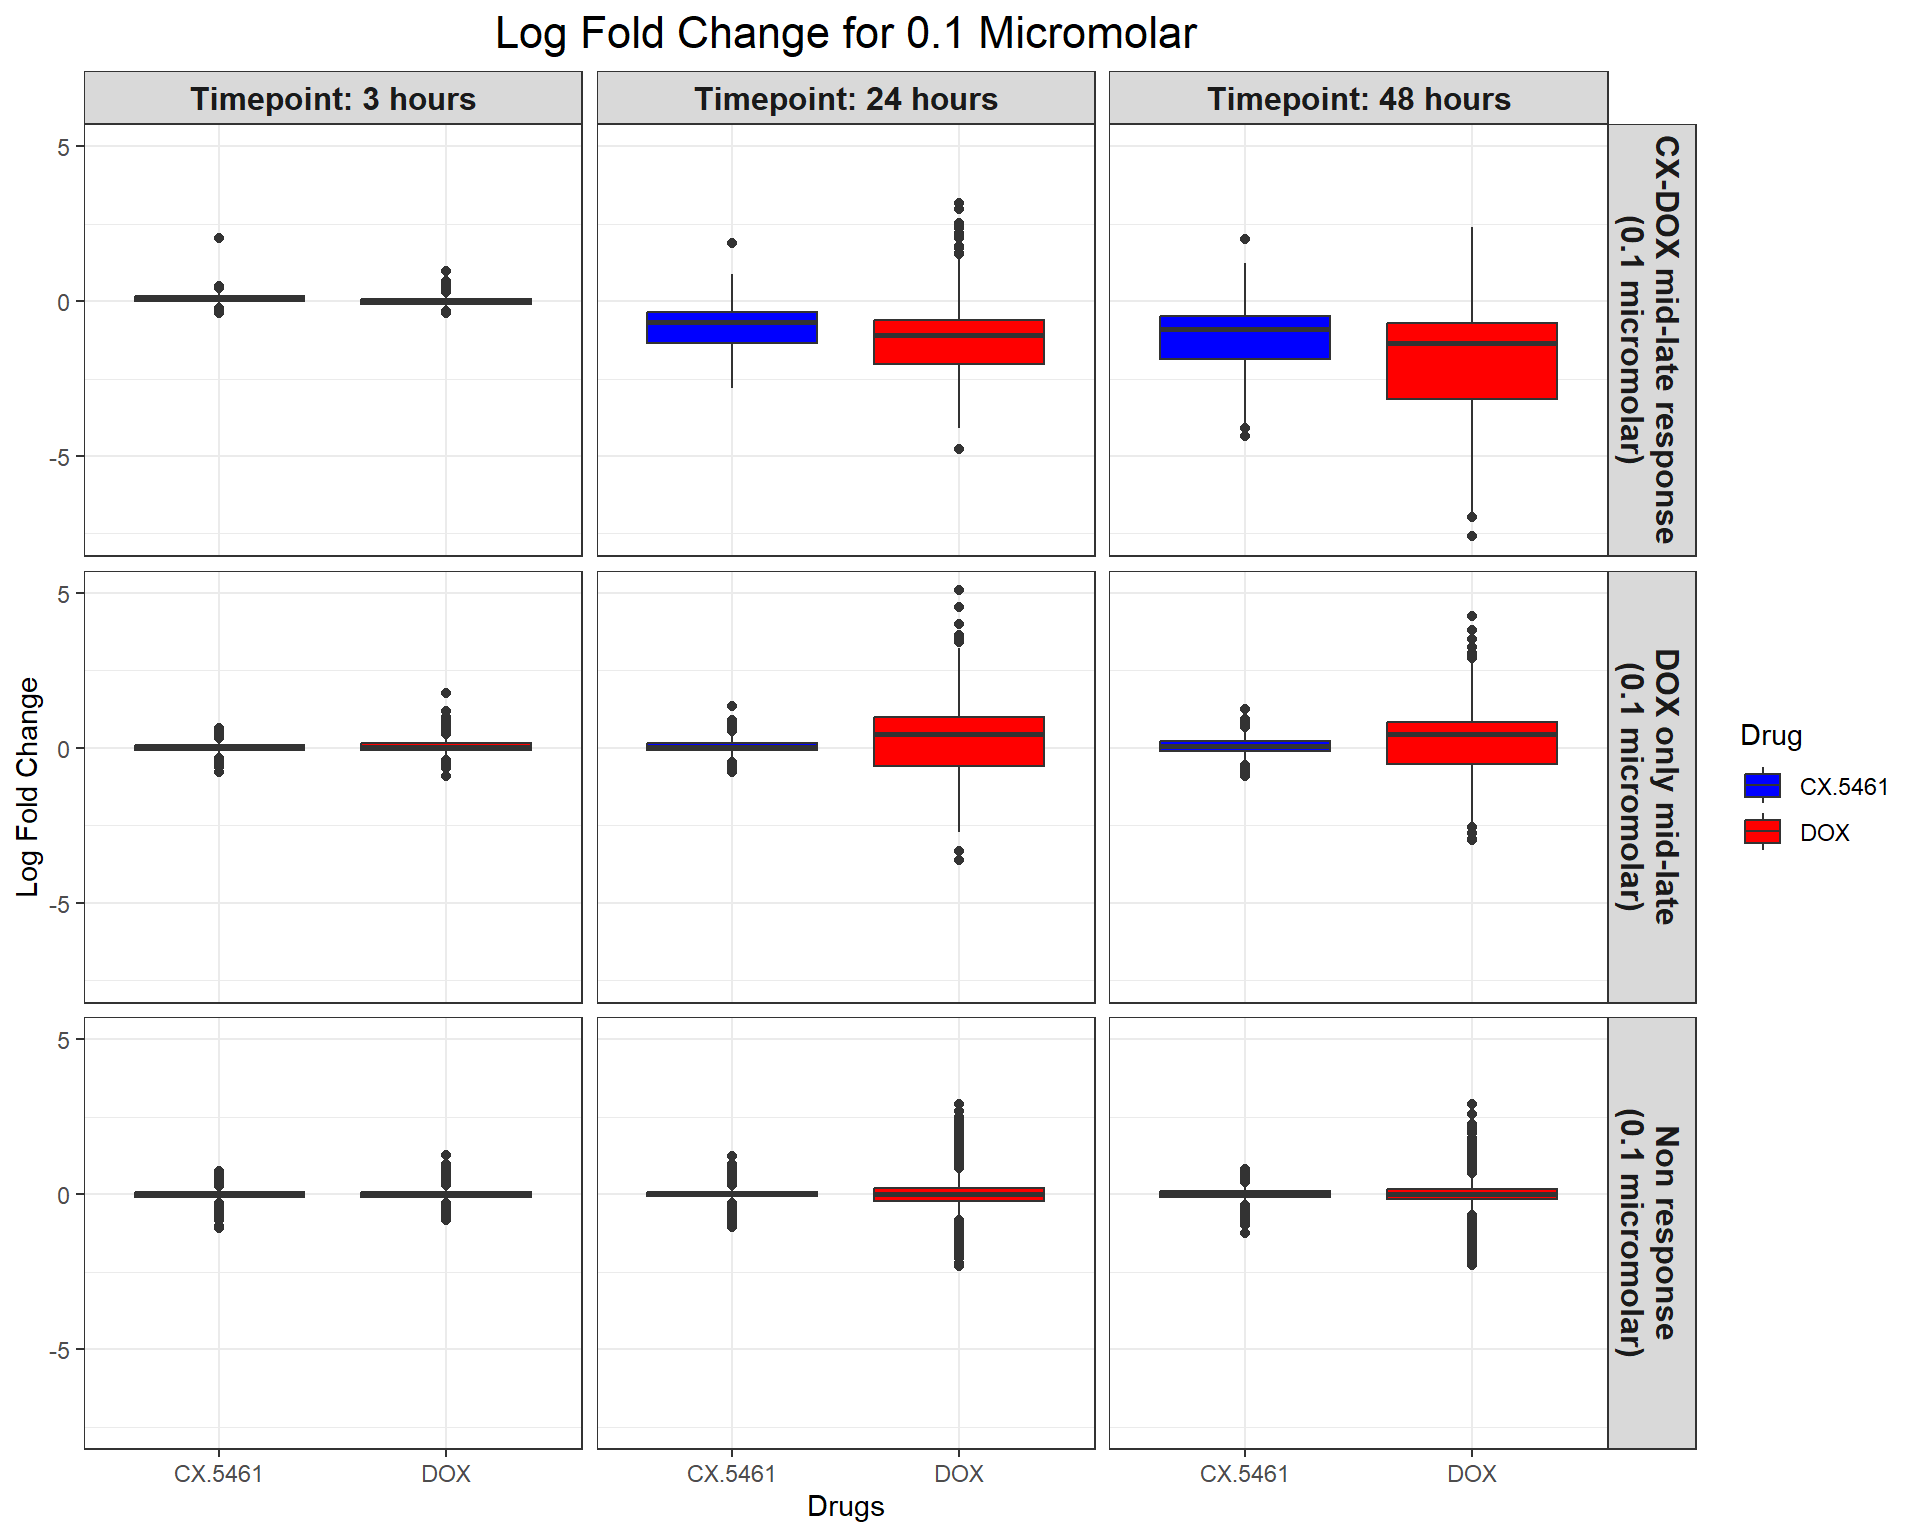 Log Fold Change for 0.1 Micromolar
Timepoint: 3 hours
Timepoint: 24 hours
Timepoint: 48 hours
5
0
-5
CX-DOX mid-late response
(0.1 micromolar)
5
0
-5
DOX only mid-late
(0.1 micromolar)
5
0
-5
Non response
(0.1 micromolar)
Log Fold Change
CX.5461
DOX
CX.5461
DOX
CX.5461
DOX
Drugs
Drug
CX.5461
DOX